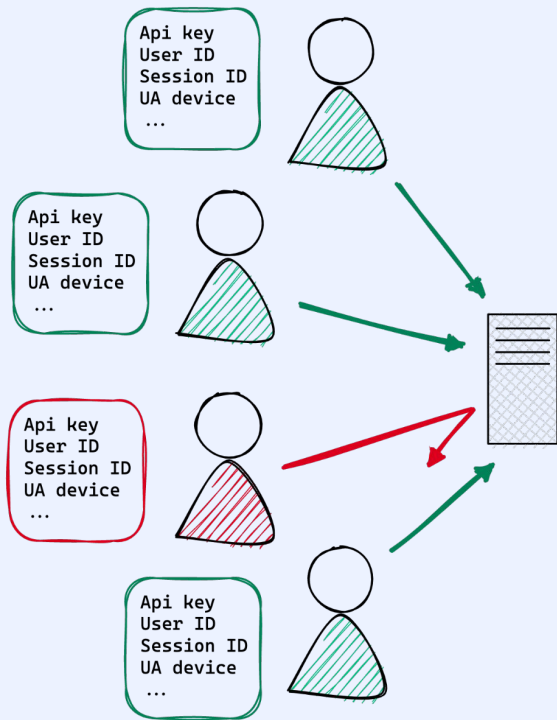 Api key
User ID
Session ID
UA device
...
Api key
User ID
Session ID
UA device
...
Api key
User ID
Session ID
UA device
...
Api key
User ID
Session ID
UA device
...